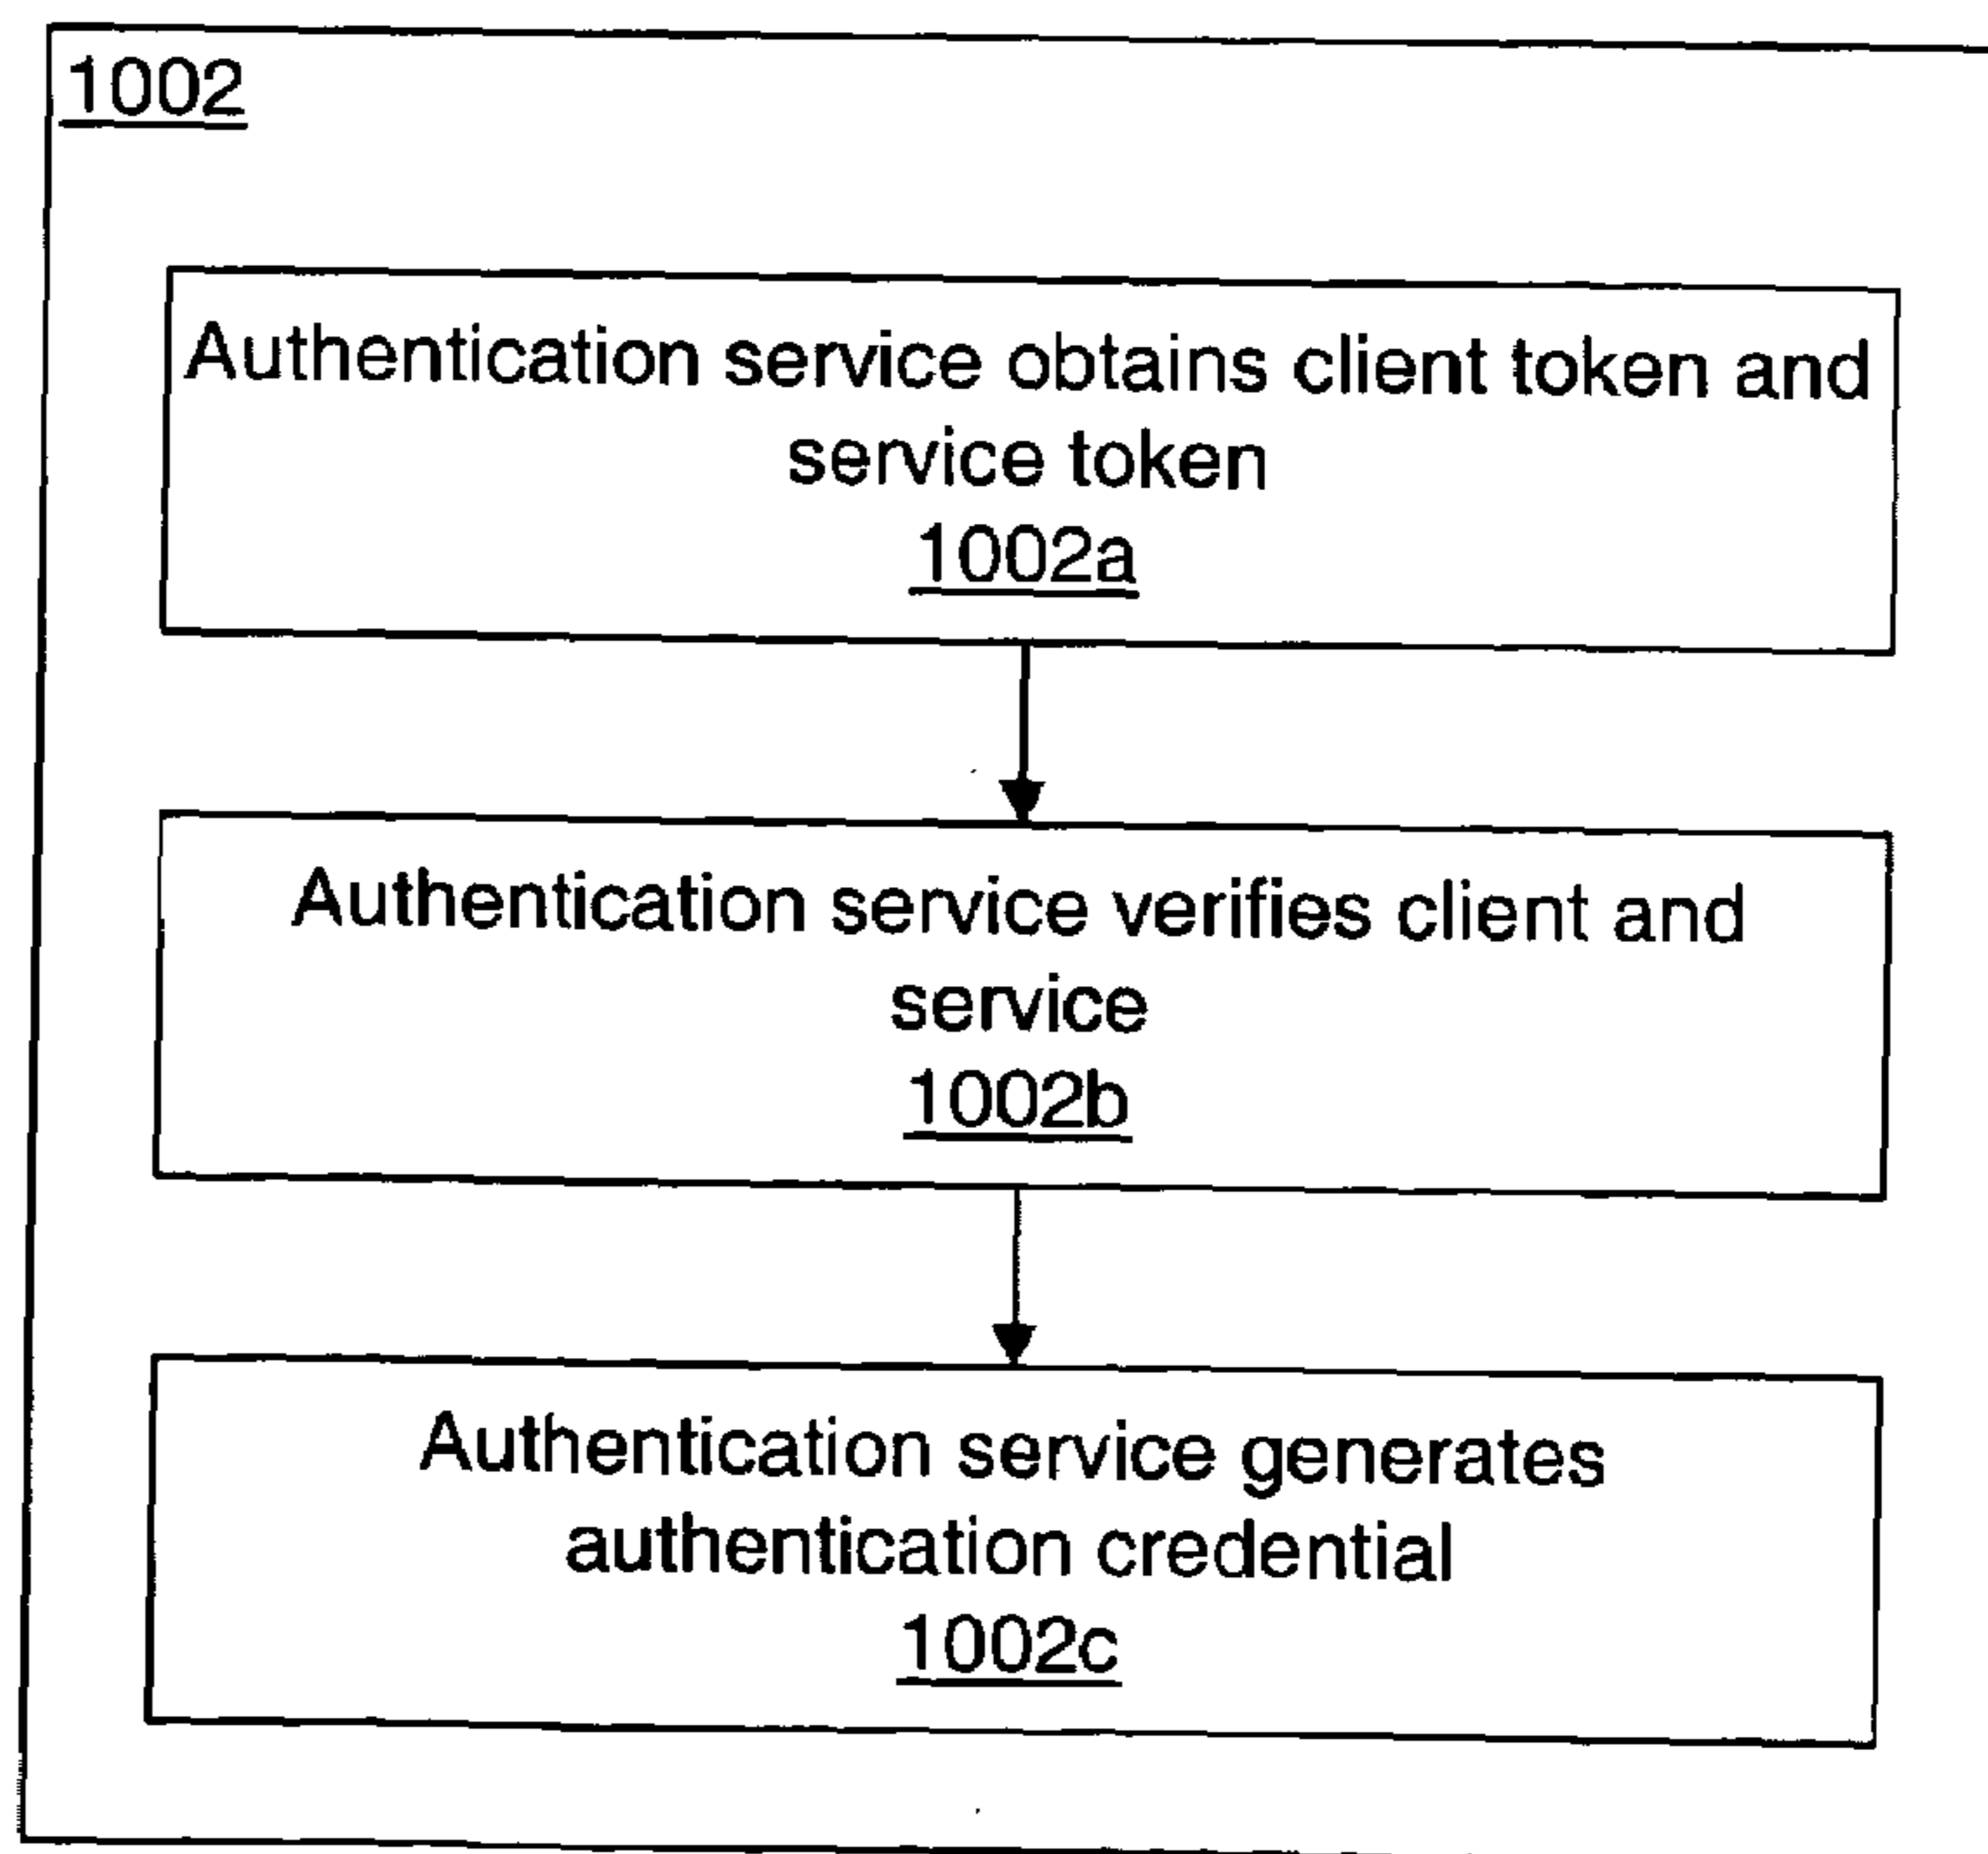 1002
Authentication service obtains client token and
service token
1002a
Authentication service verifies client and
service
1002b
Authentication service generates
authentication credential
1002c